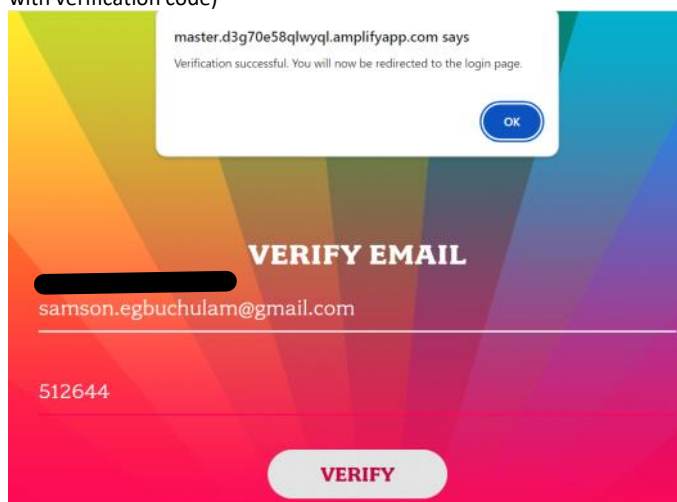 with verification code)
master.d3g70e58qlwyql.amplifyapp.com says
Verification successful. You will now be redirected to the login page.
OK
VERIFY EMAIL
samson.egbuchulam@gmail.com
512644
VERIFY